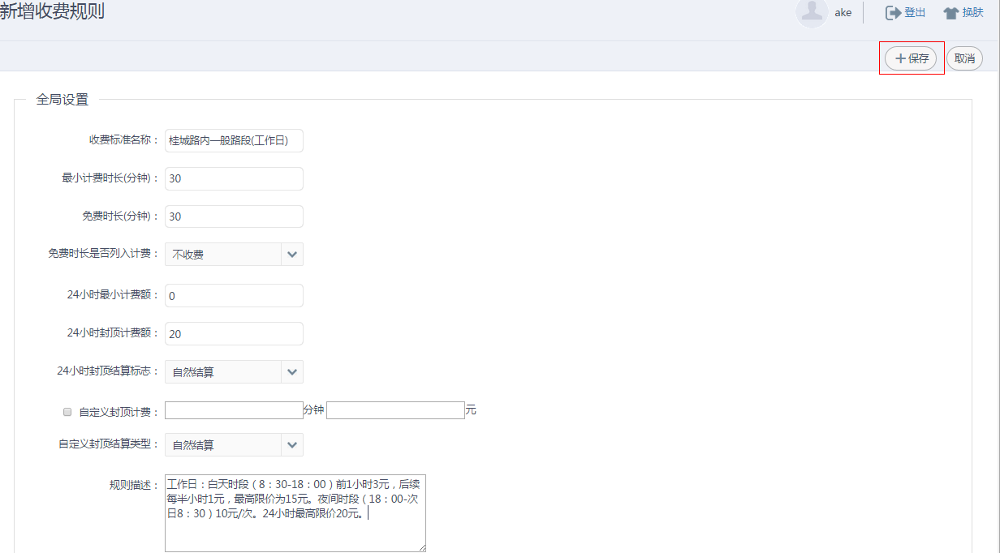 新增收费规则
ake
登出
换肤
保存
取消
全局设置
收费标准名称：
桂城路内一般路段(工作日)
最小计费时长(分钟)：
30
免费时长(分钟)：
30
免费时长是否列入计费：
不收费
24小时最小计费额：
0
24小时封顶计费额：
20
24小时封顶结算标志：
自然结算
自定义封顶计费：
分钟
元
自定义封顶结算类型：
自然结算
规则描述：
工作日：白天时段（8：30-18：00）前1小时3元，后续
每半小时1元，最高限价为15元。夜间时段（18：00-次
日8：30）10元/次。24小时最高限价20元。